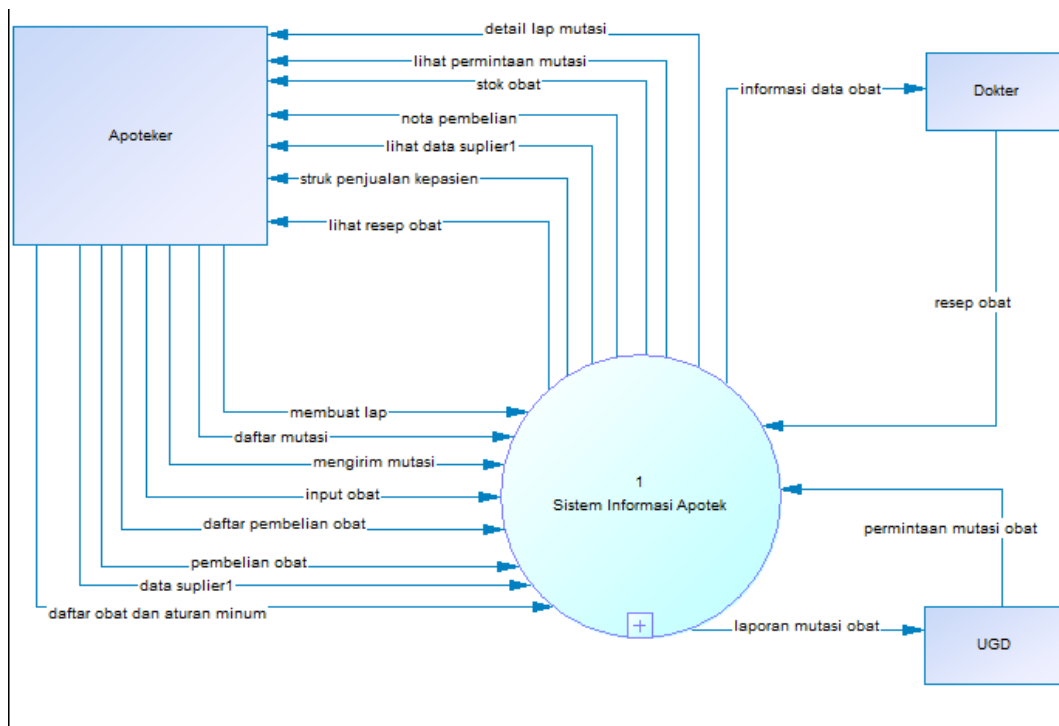 detail lap mutasi
lihat permintaan mutasi
stok obat
informasi data obat
Dokter
nota pembelian
Apoteker
lihat data suplier1
struk penjualan kepasien
lihat resep obat
resep obat
membuat lap
daftar mutasi
mengirim mutasi
1
input obat
Sistem Informasi Apotek
daftar pembelian obat
permintaan mutasi obat
pembelian obat
data suplier1
daftar obat dan aturan minum
laporan mutasi obat
UGD